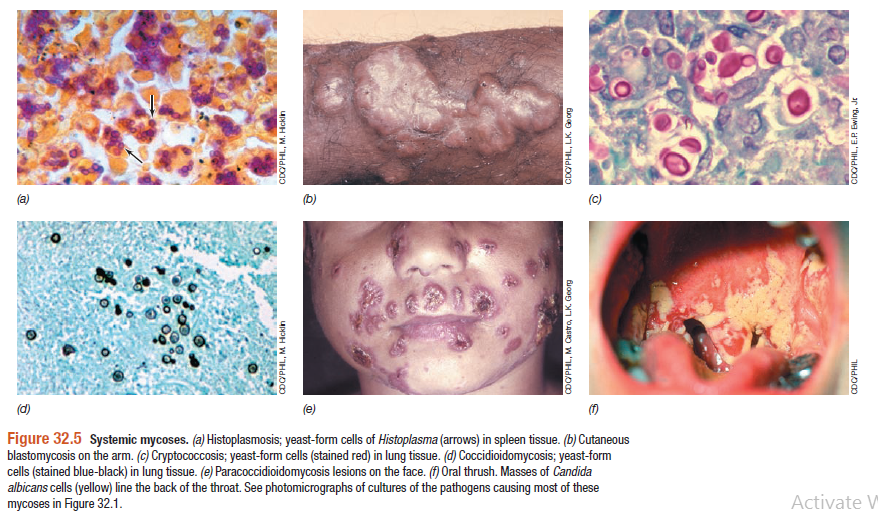 CDC/PHIL, M. Hicklin
CDC/PHIL, L.K. Georg
CDC/PHIL, E.P. Ewing, Jr.
(a)
(b)
(c)
CDC/PHIL, M. Hicklin
CDC/PHIL, M. Castro, L.K. Georg
CDC/PHIL
(d)
(e)
(f)
Figure 32.5 Systemic mycoses. (a) Histoplasmosis; yeast-form cells of Histoplasma (arrows) in spleen tissue. (b) Cutaneous
blastomycosis on the arm. (c) Cryptococcosis; yeast-form cells (stained red) in lung tissue. (d) Coccidioidomycosis; yeast-form
cells (stained blue-black) in lung tissue. (e) Paracoccidioidomycosis lesions on the face. (f) Oral thrush. Masses of Candida
albicans cells (yellow) line the back of the throat. See photomicrographs of cultures of the pathogens causing most of these
mycoses in Figure 32.1.
Activate W